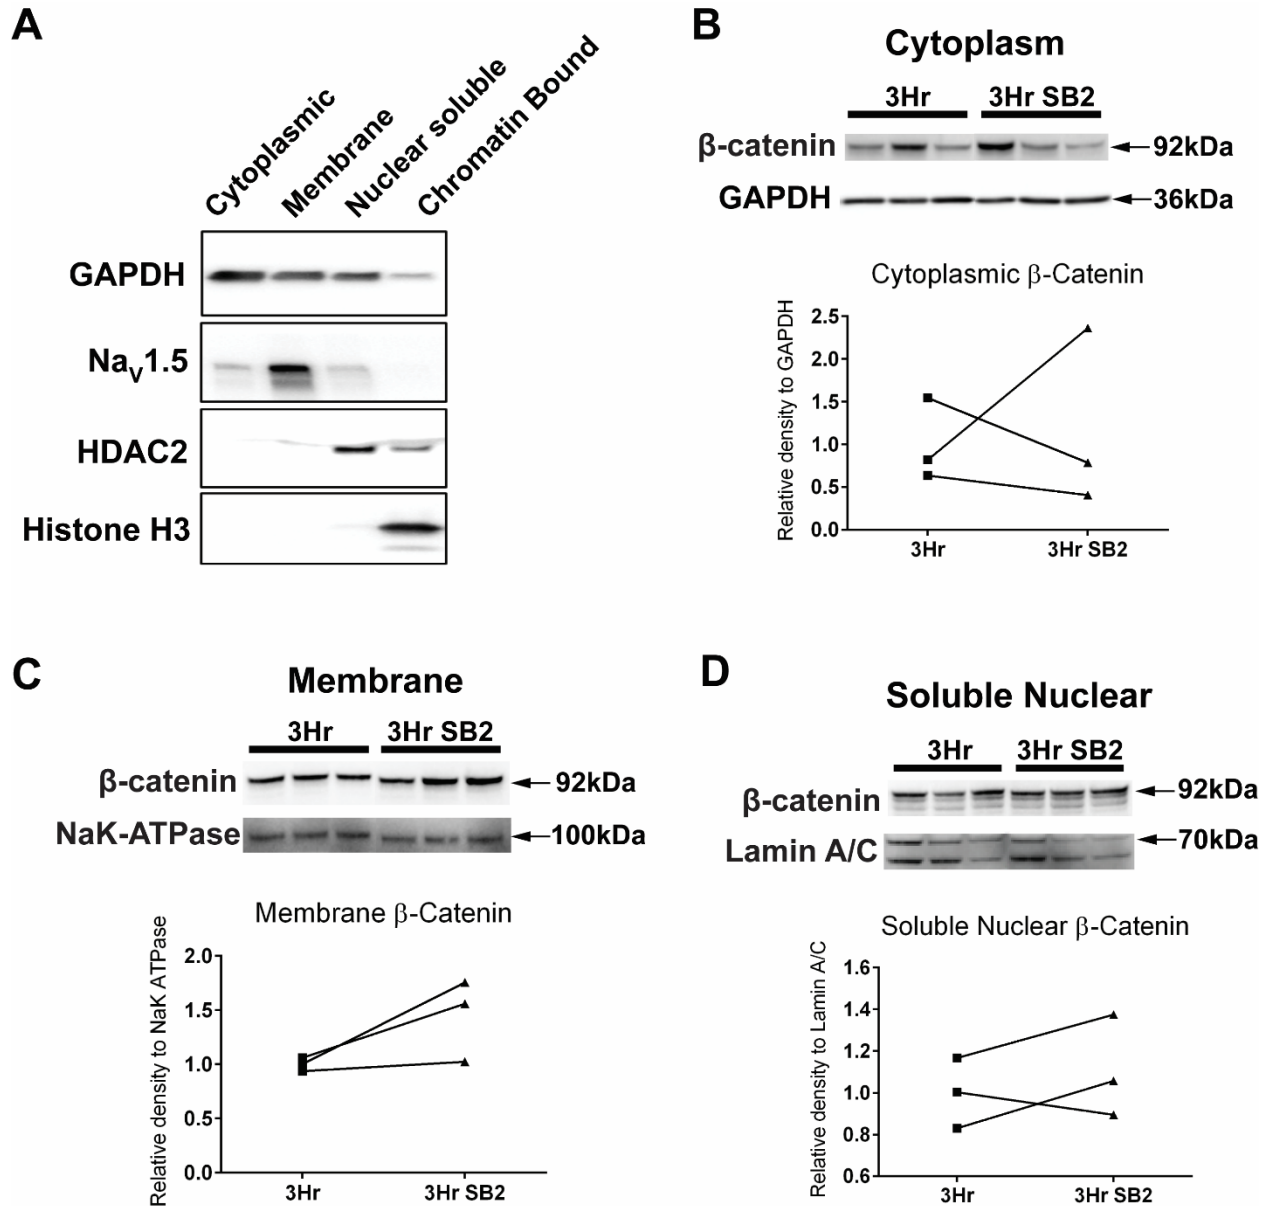 A
Cytoplasmic
Membrane
Nuclear soluble
Chromatin Bound
GAPDH
NaV1.5
HDAC2
Histone H3
B
Cytoplasm
3Hr 3Hr SB2
β-catenin 92kDa
GAPDH 36kDa
Cytoplasmic β-Catenin
Relative density to GAPDH
2.5
2.0
1.5
1.0
0.5
0.0
3Hr 3Hr SB2
C
Membrane
3Hr 3Hr SB2
β-catenin 92kDa
NaK-ATPase 100kDa
Membrane β-Catenin
Relative density to NaK ATPase
2.0
1.5
1.0
0.5
0.0
3Hr 3Hr SB2
D
Soluble Nuclear
3Hr 3Hr SB2
β-catenin 92kDa
Lamin A/C 70kDa
Soluble Nuclear β-Catenin
Relative density to Lamin A/C
1.6
1.4
1.2
1.0
0.8
0.6
3Hr 3Hr SB2